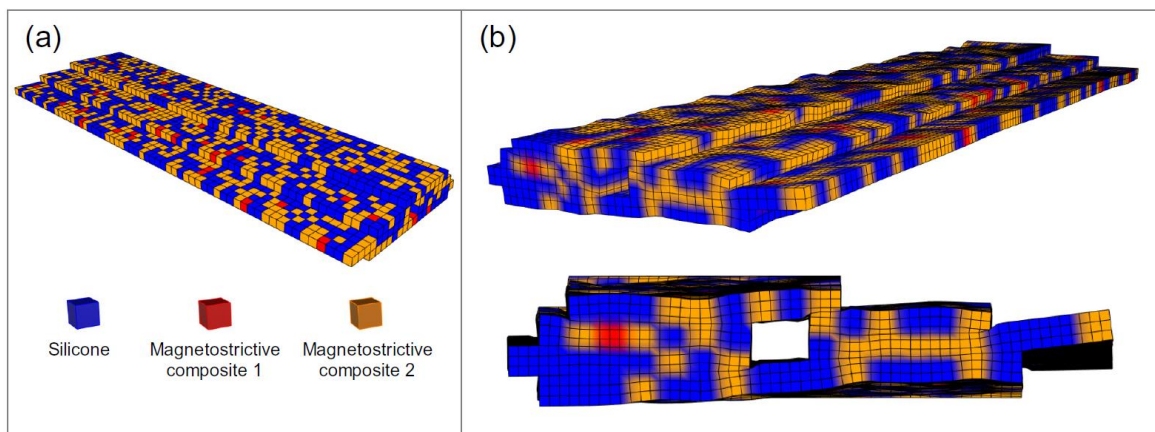 (a)
(b)
Silicone
Magnetostrictive
composite 1
Magnetostrictive
composite 2